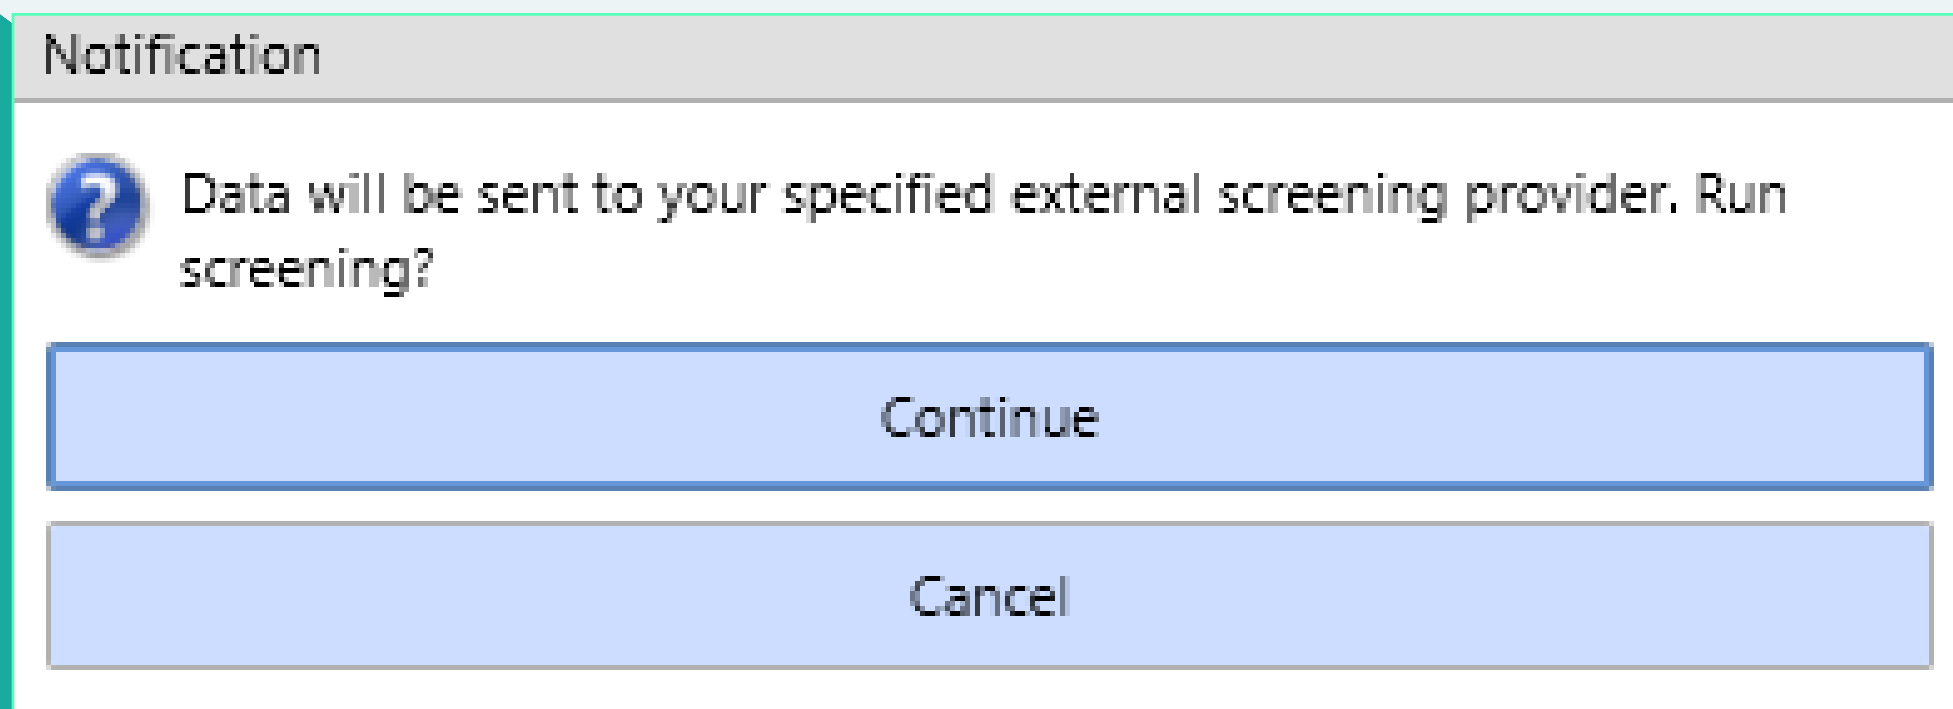 Notification
Data will be sent to your specified external screening provider. Run
screening?
Continue
Cancel